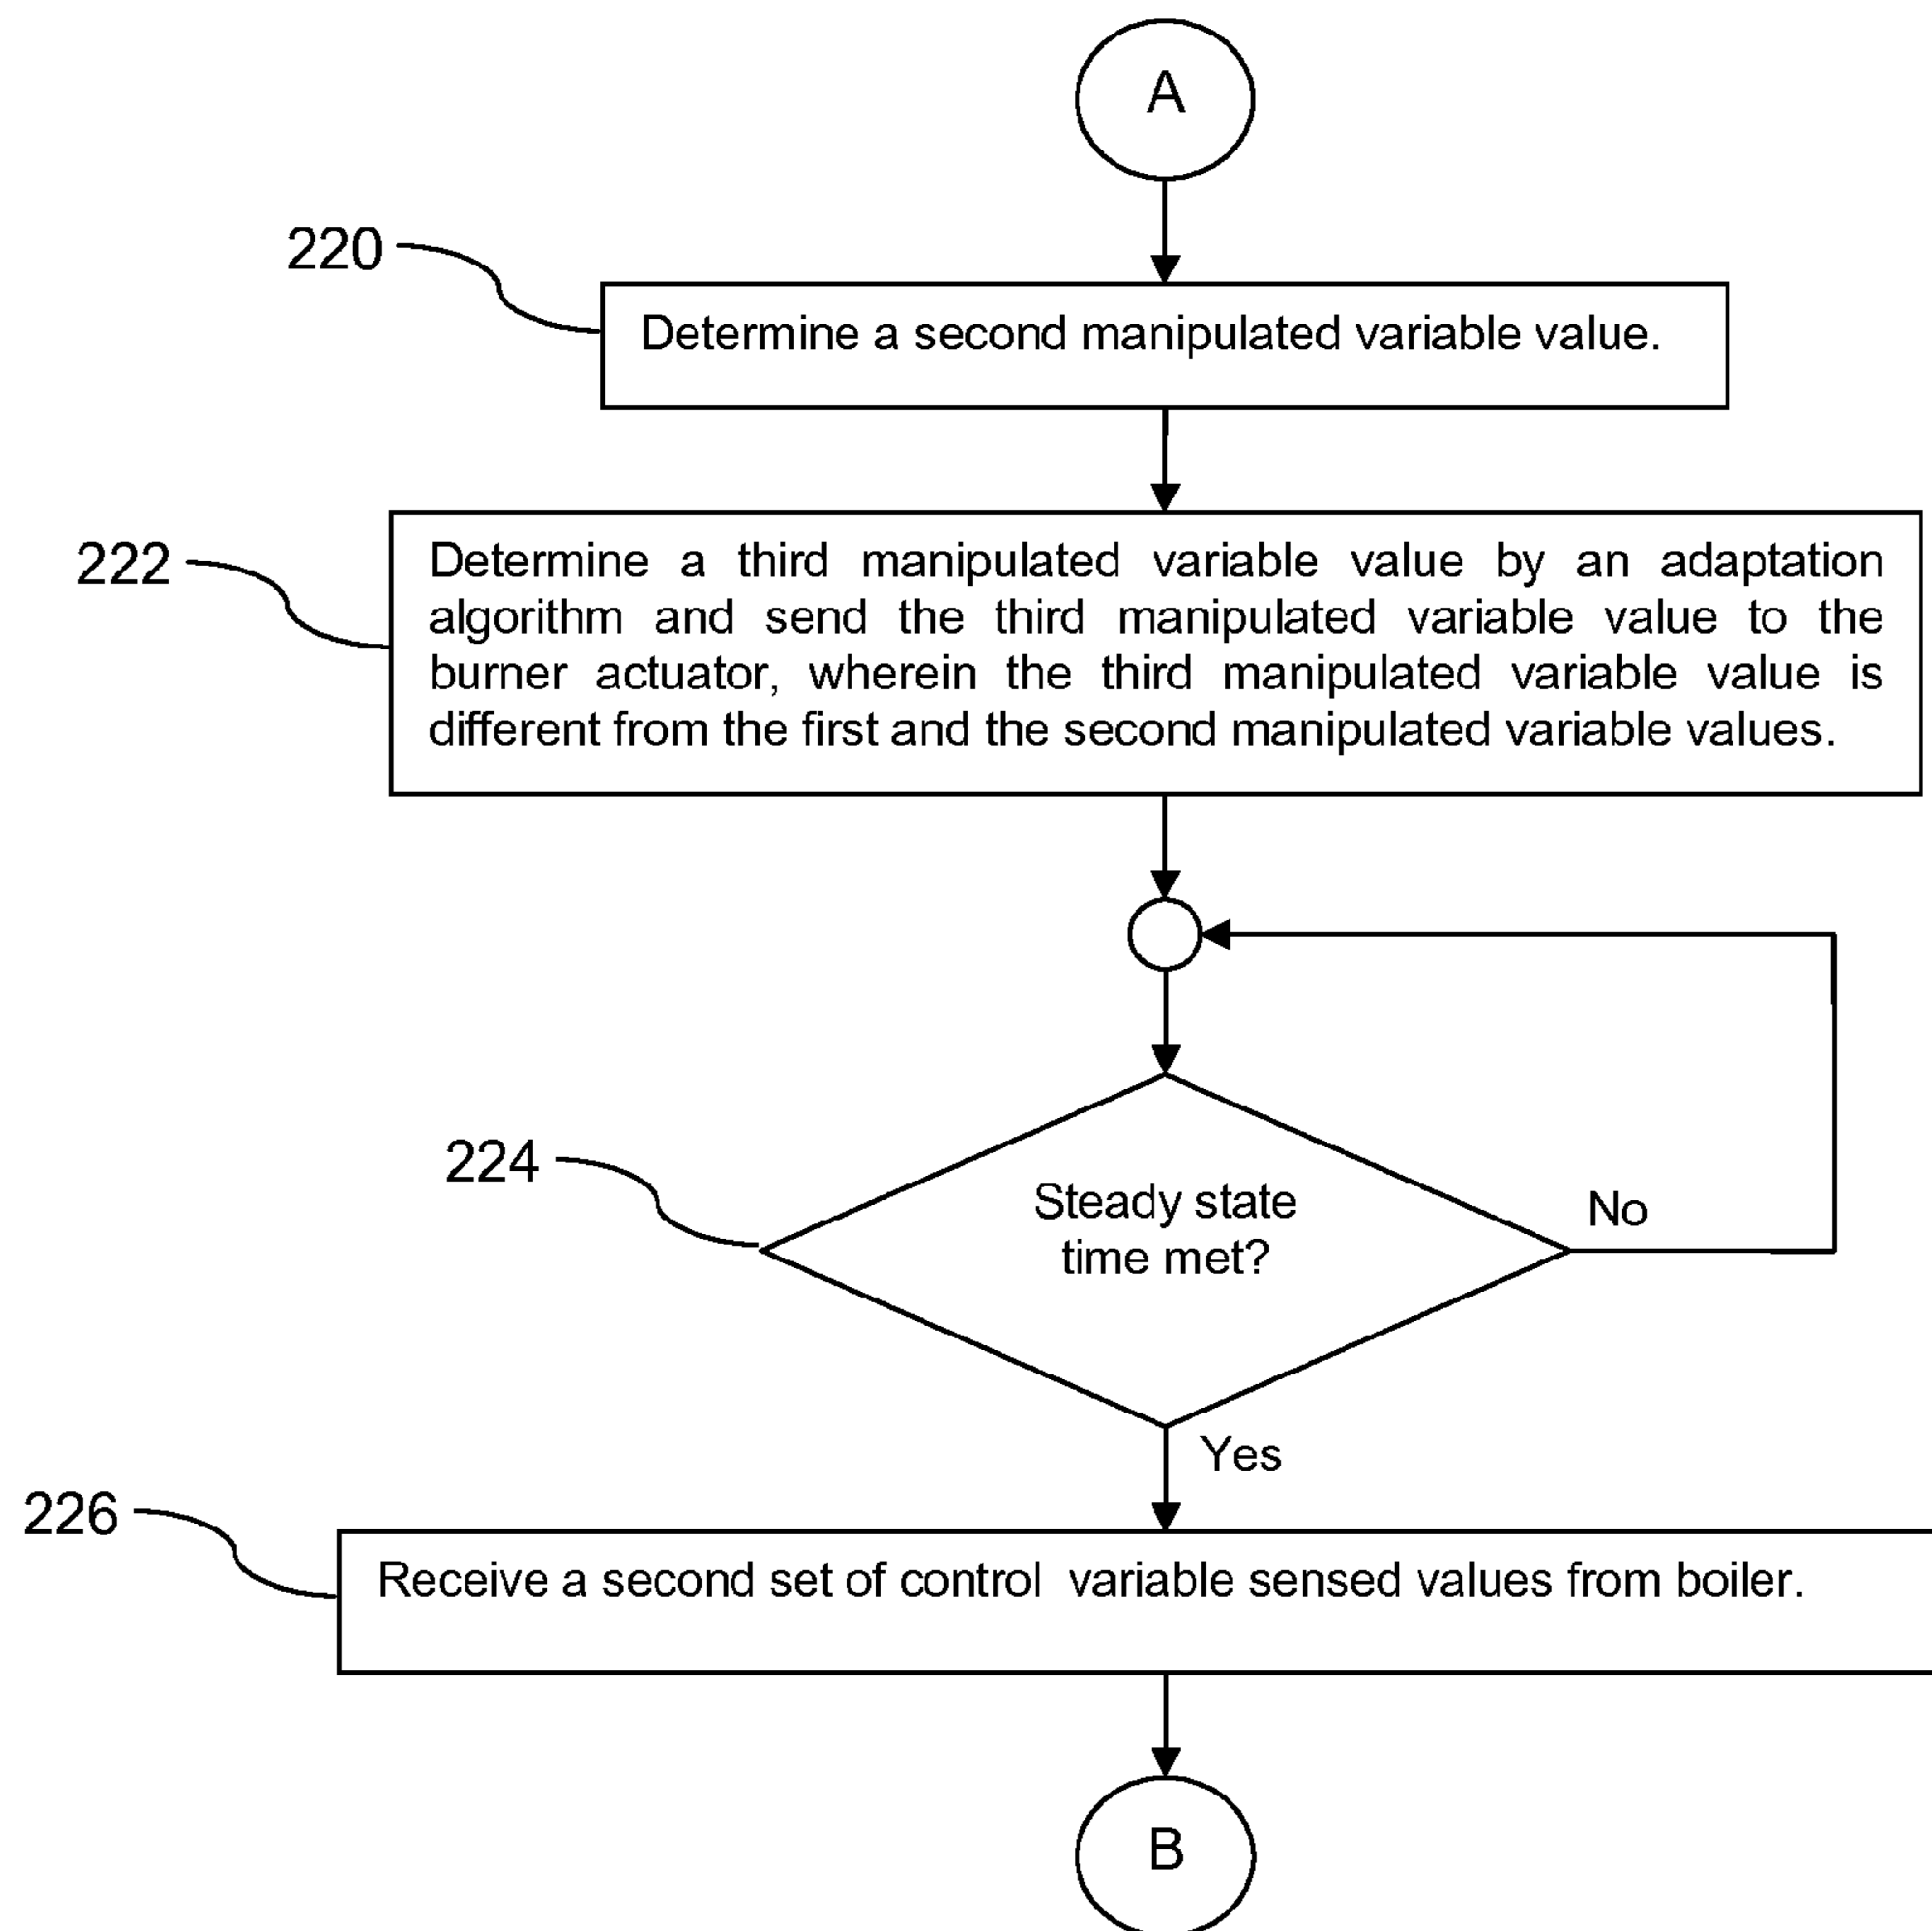 A
220
Determine a second manipulated variable value.
222
Determine a third manipulated variable value by an adaptation
algorithm and send the third manipulated variable value to the
burner actuator, wherein the third manipulated variable value is
different from the first and the second manipulated variable values.
224
Steady state
time met?
No
Yes
226
Receive a second set of control variable sensed values from boiler.
B